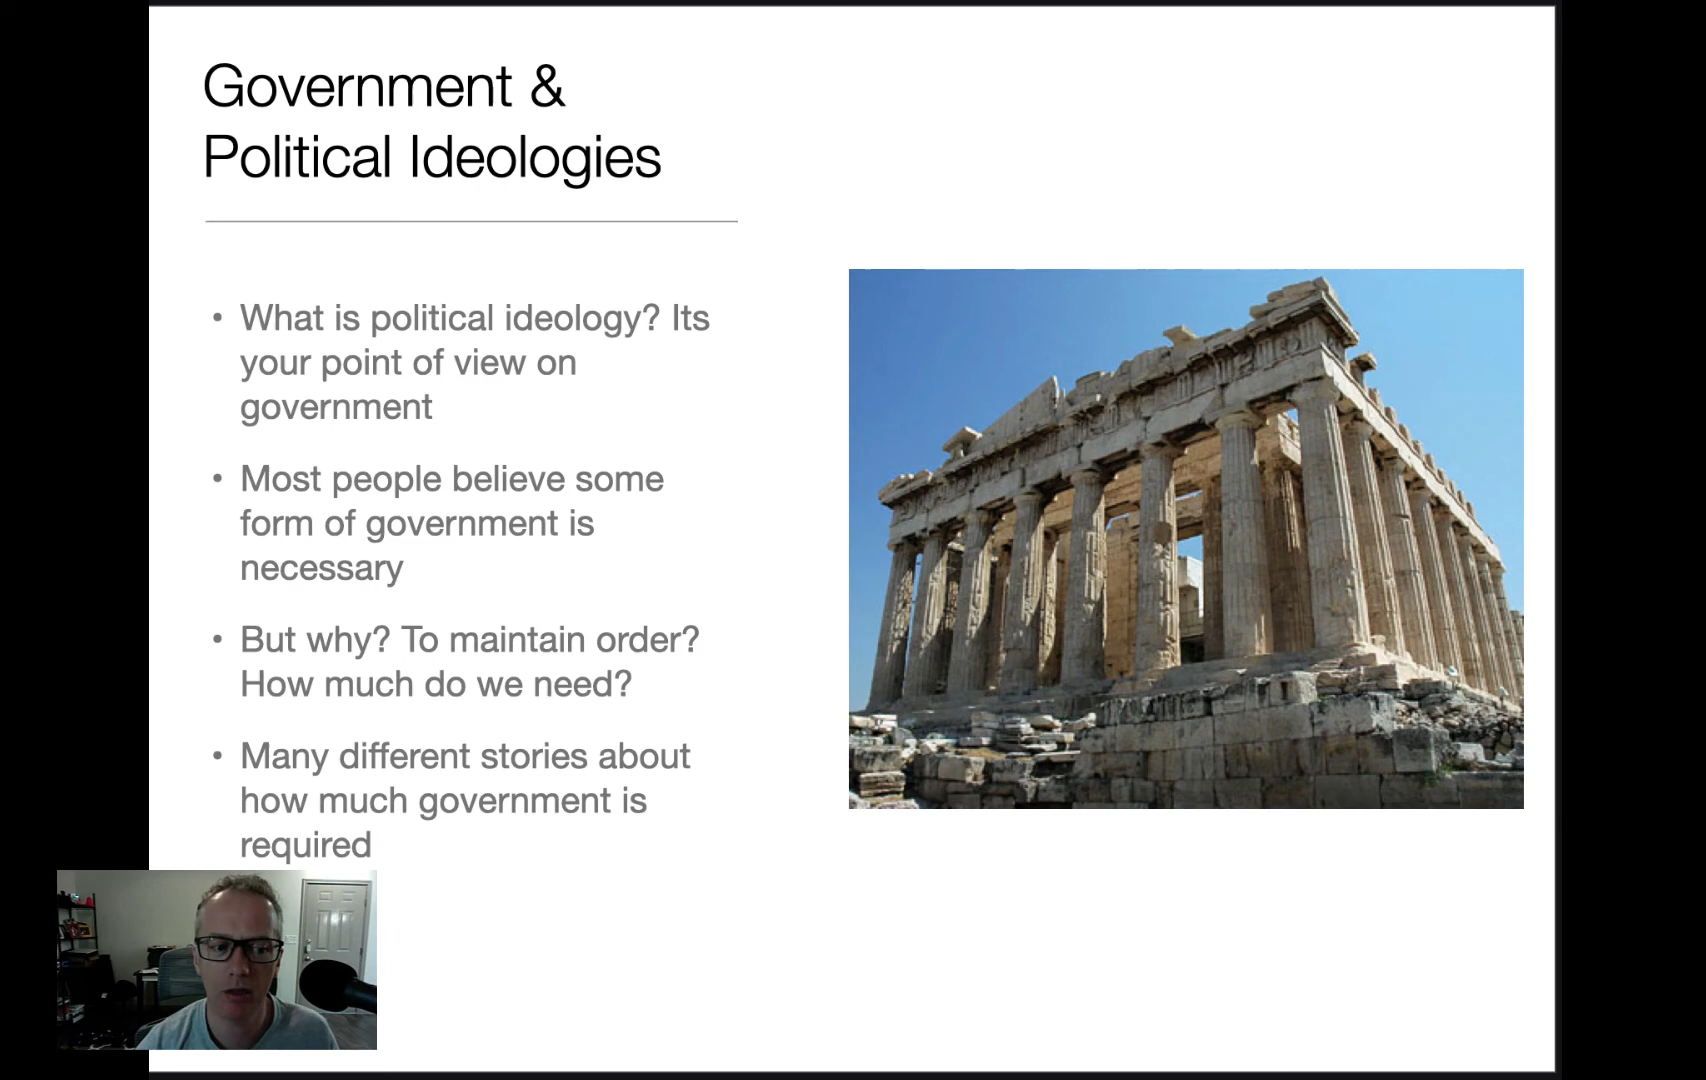 Government &
Political Ideologies
• What is political ideology? Its
your point of view on
government
• Most people believe some
form of government is
necessary
• But why? To maintain order?
How much do we need?
• Many different stories about
how much government is
required